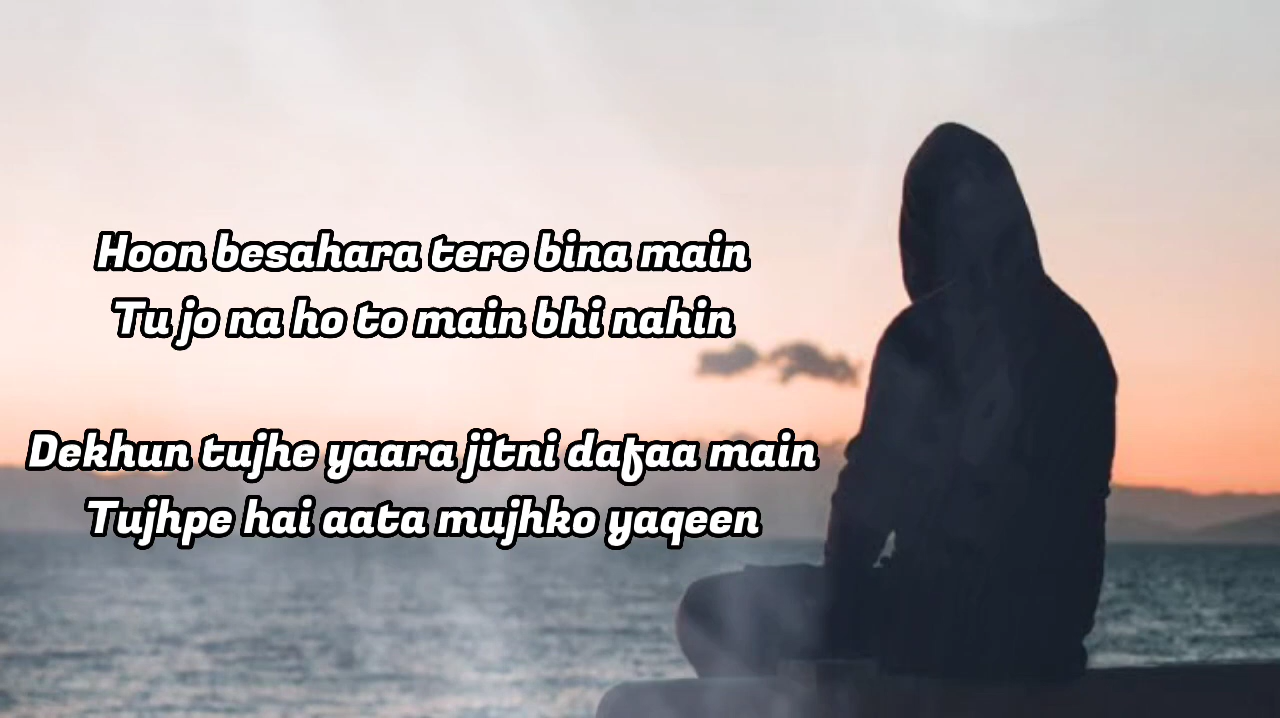 Hoon besahara tere bina main
Tu jo na ho to main bhi nahin
Dekhun tujhe yaara jitni dafaa main
Tujhpe hai aata mujhko yaqeen